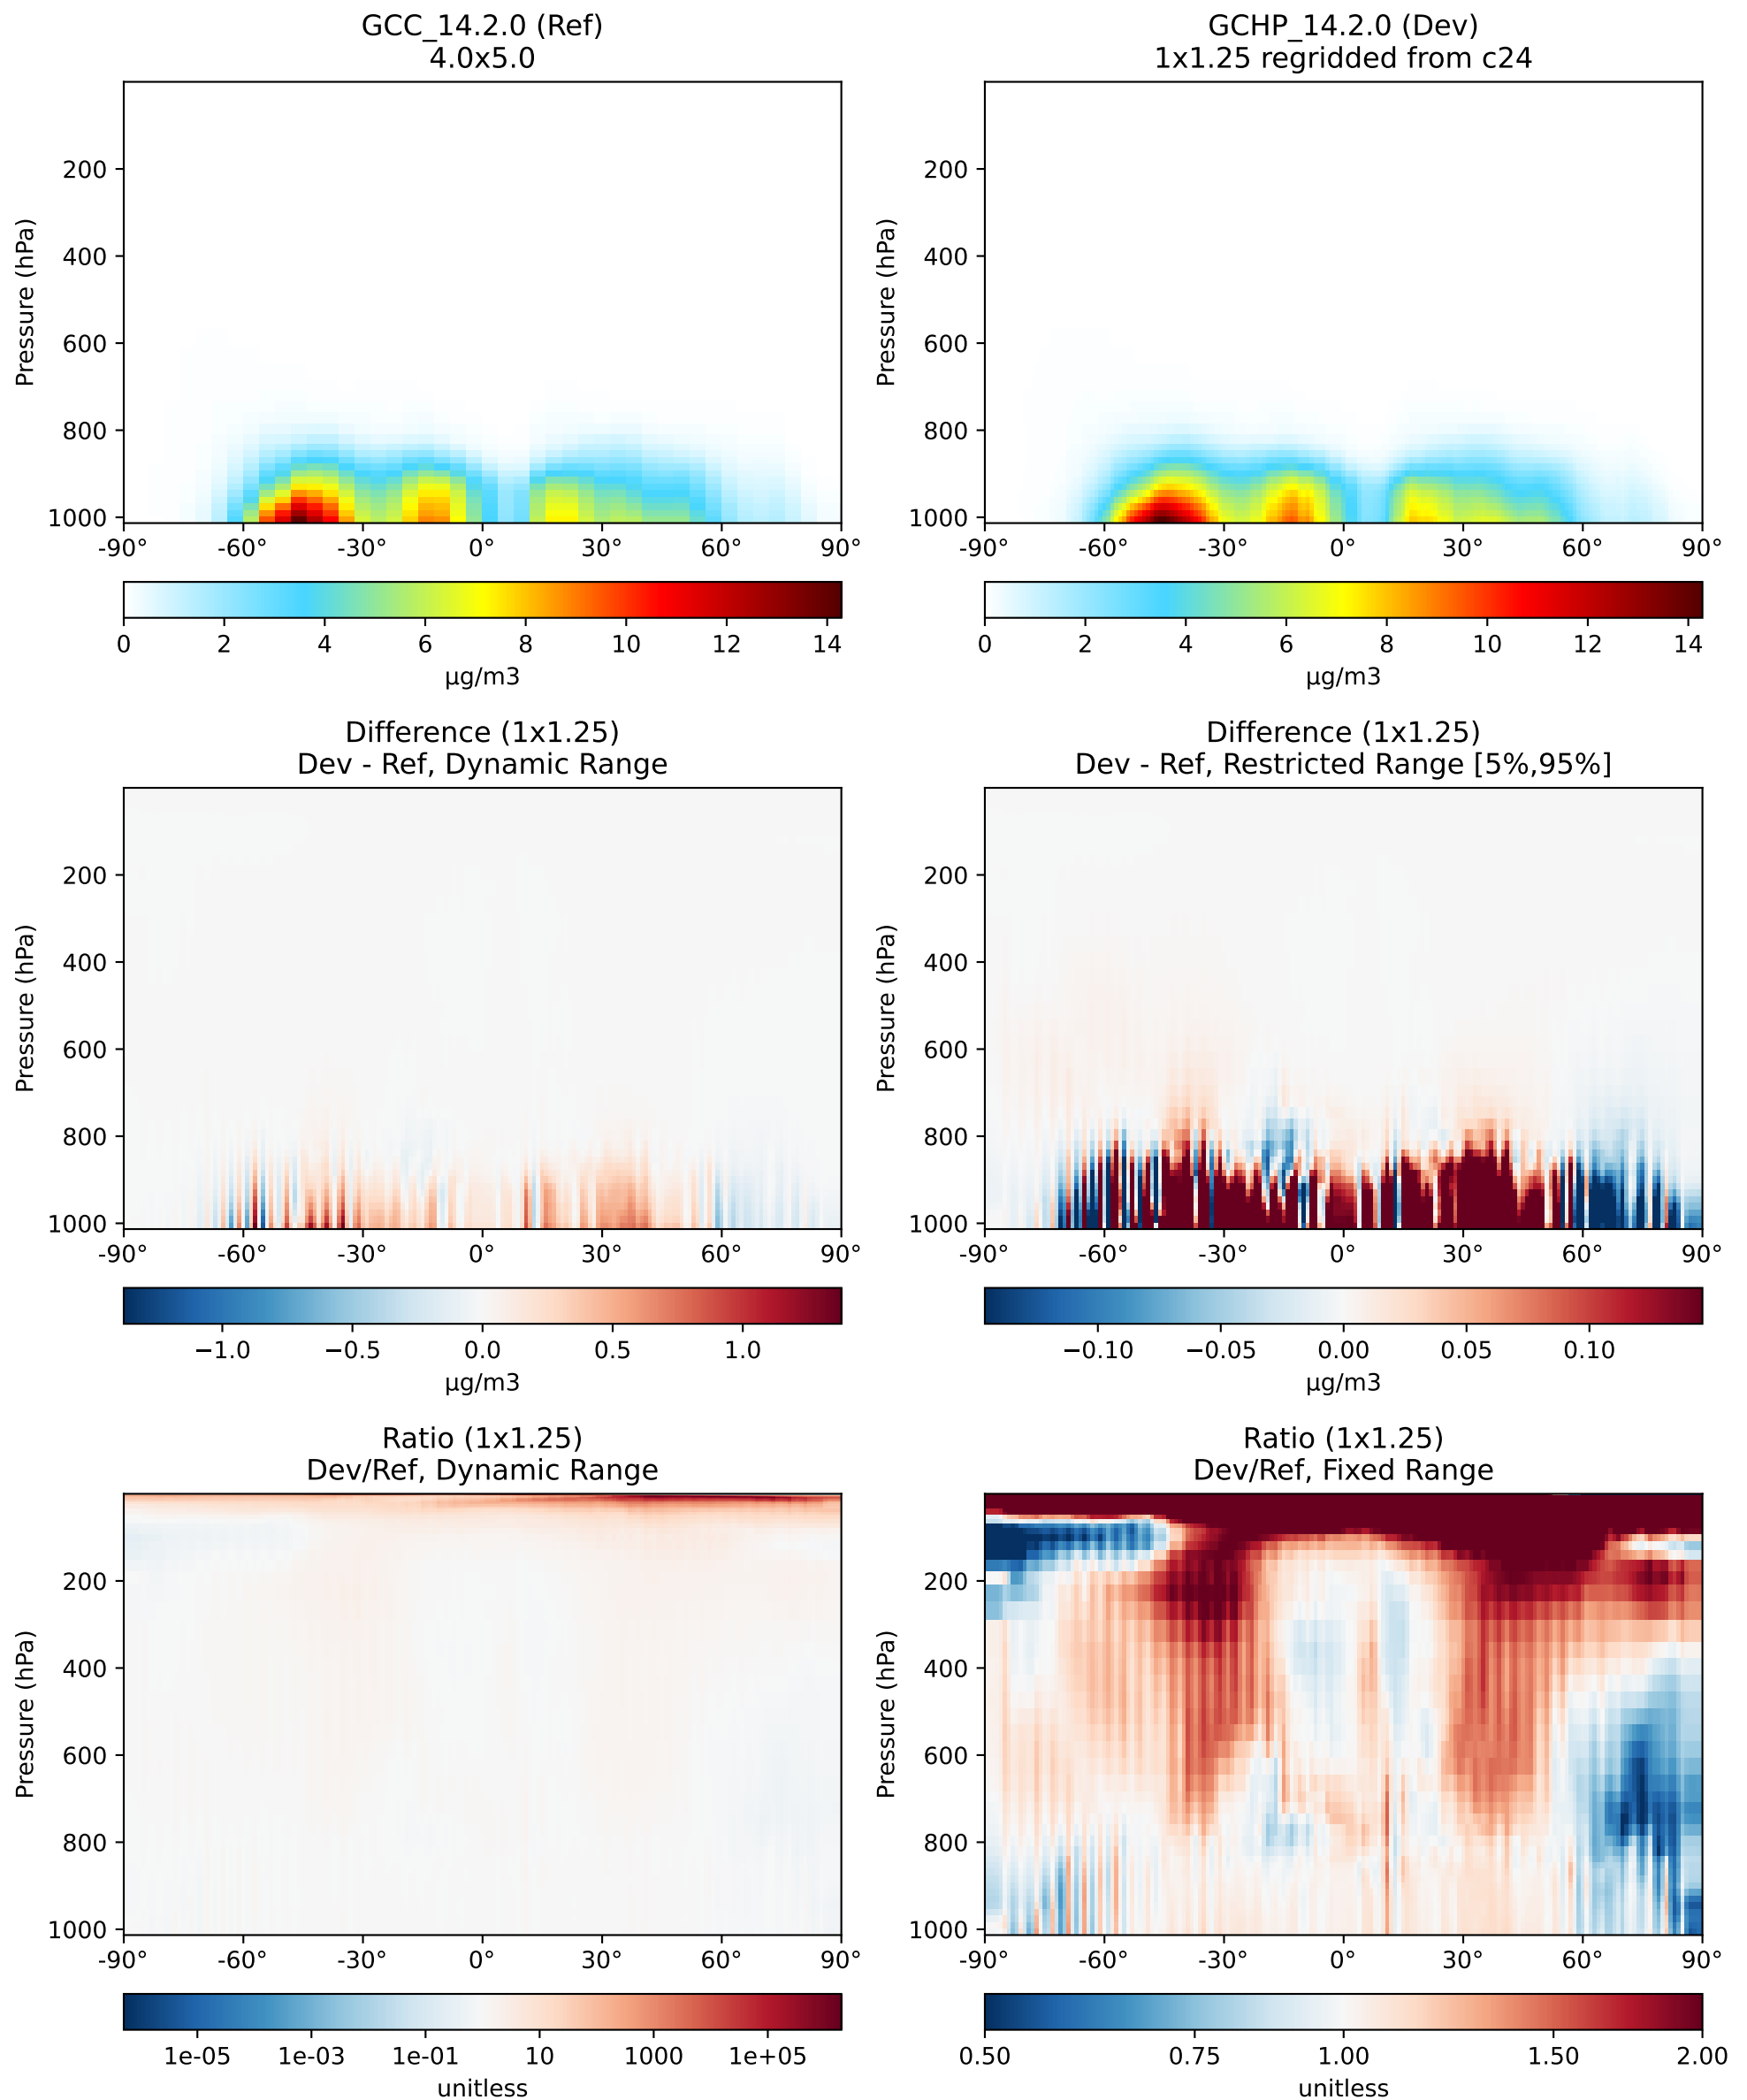 GCC_14.2.0 (Ref)
4.0x5.0
Pressure (hPa)
200
400
600
800
1000
-90° -60° -30° 0° 30° 60° 90°
0 2 4 6 8 10 12 14
µg/m3
GCHP_14.2.0 (Dev)
1x1.25 regridded from c24
Pressure (hPa)
200
400
600
800
1000
-90° -60° -30° 0° 30° 60° 90°
0 2 4 6 8 10 12 14
µg/m3
Difference (1x1.25)
Dev - Ref, Dynamic Range
Pressure (hPa)
200
400
600
800
1000
-90° -60° -30° 0° 30° 60° 90°
−1.0 −0.5 0.0 0.5 1.0
µg/m3
Difference (1x1.25)
Dev - Ref, Restricted Range [5%,95%]
Pressure (hPa)
200
400
600
800
1000
-90° -60° -30° 0° 30° 60° 90°
−0.10 −0.05 0.00 0.05 0.10
µg/m3
Ratio (1x1.25)
Dev/Ref, Dynamic Range
Pressure (hPa)
200
400
600
800
1000
-90° -60° -30° 0° 30° 60° 90°
1e-05 1e-03 1e-01 10 1000 1e+05
unitless
Ratio (1x1.25)
Dev/Ref, Fixed Range
Pressure (hPa)
200
400
600
800
1000
-90° -60° -30° 0° 30° 60° 90°
0.50 0.75 1.00 1.50 2.00
unitless